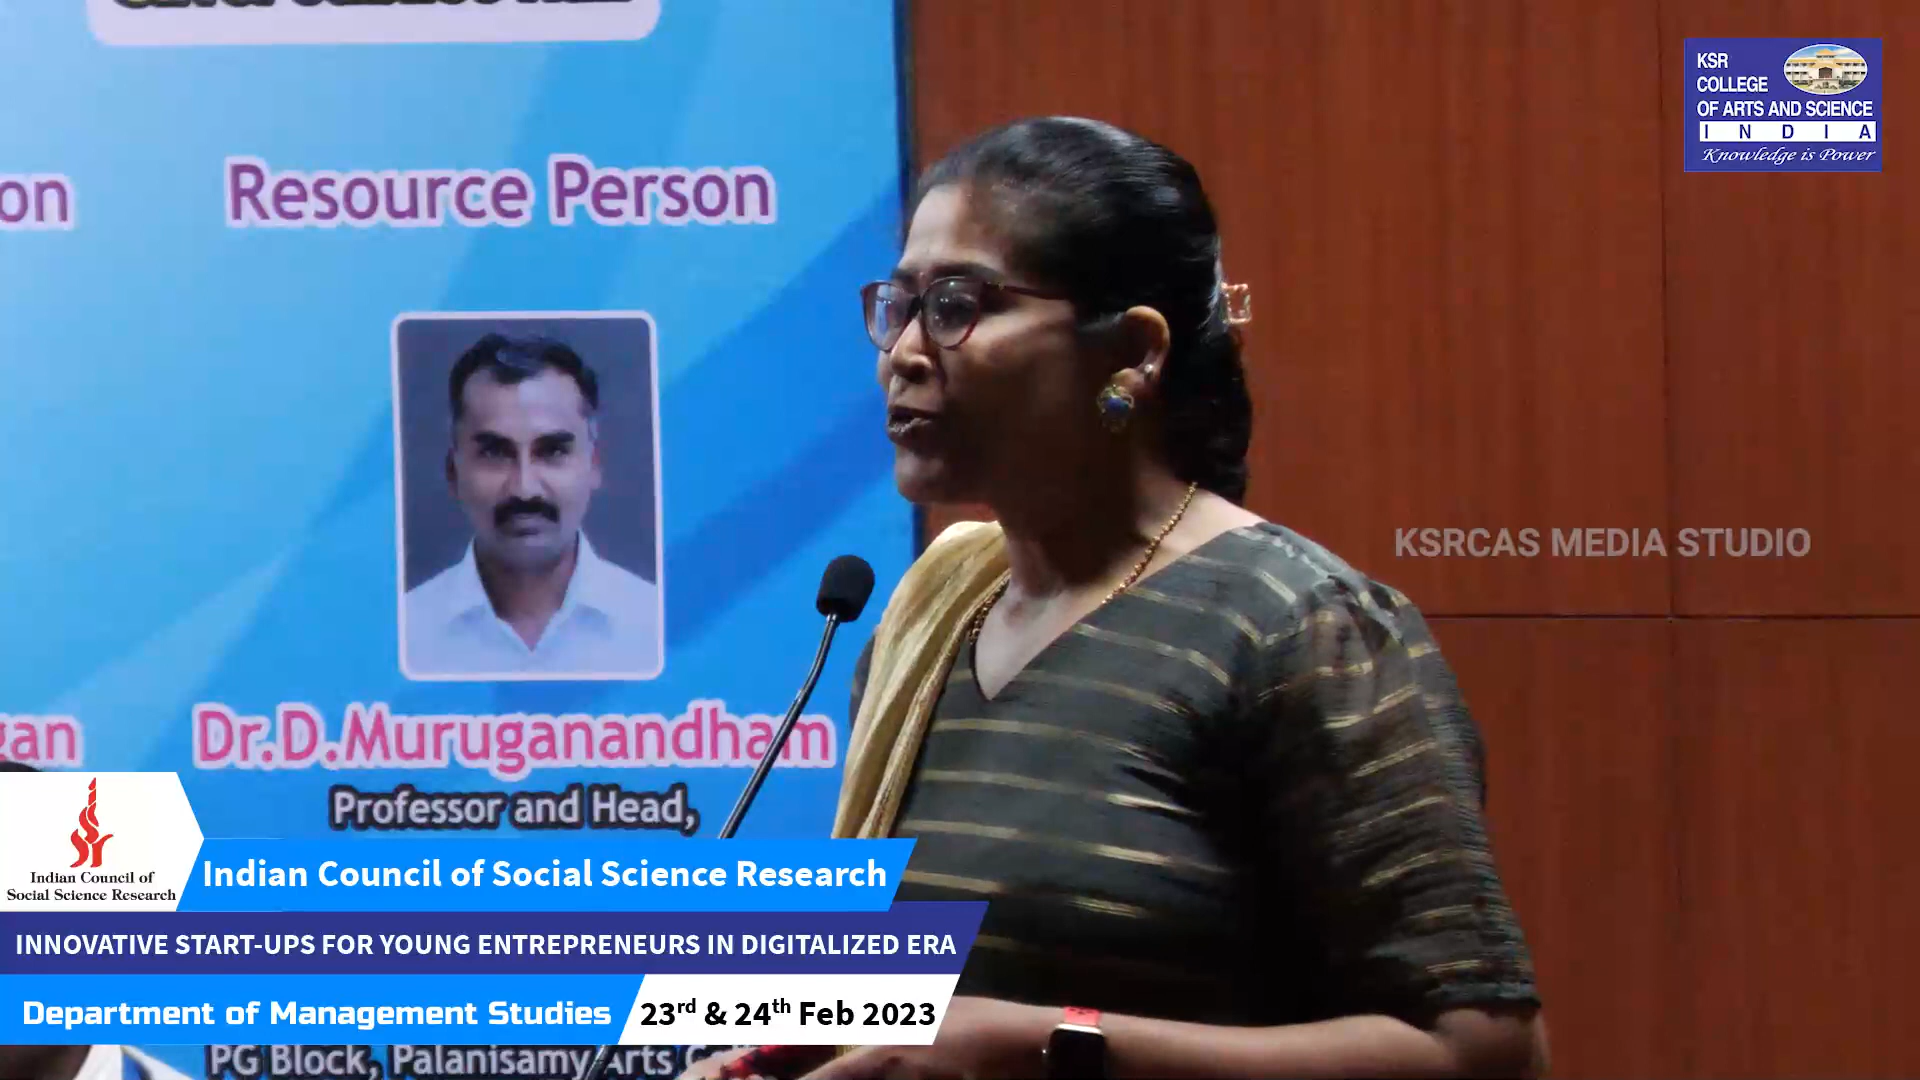 KSR
COLLEGE
OF ARTS AND SCIENCE
INDIA
Knowledge is Power
on
Resource Person
KSRCAS MEDIA STUDIO
gan
Dr.D.Muruganandham
Professor and Head,
Indian Council of
Social Science Research
Indian Council of Social Science Research
INNOVATIVE START-UPS FOR YOUNG ENTREPRENEURS IN DIGITALIZED ERA
Department of Management Studies
23rd & 24th Feb 2023
PG Block, Palanisamy Arts